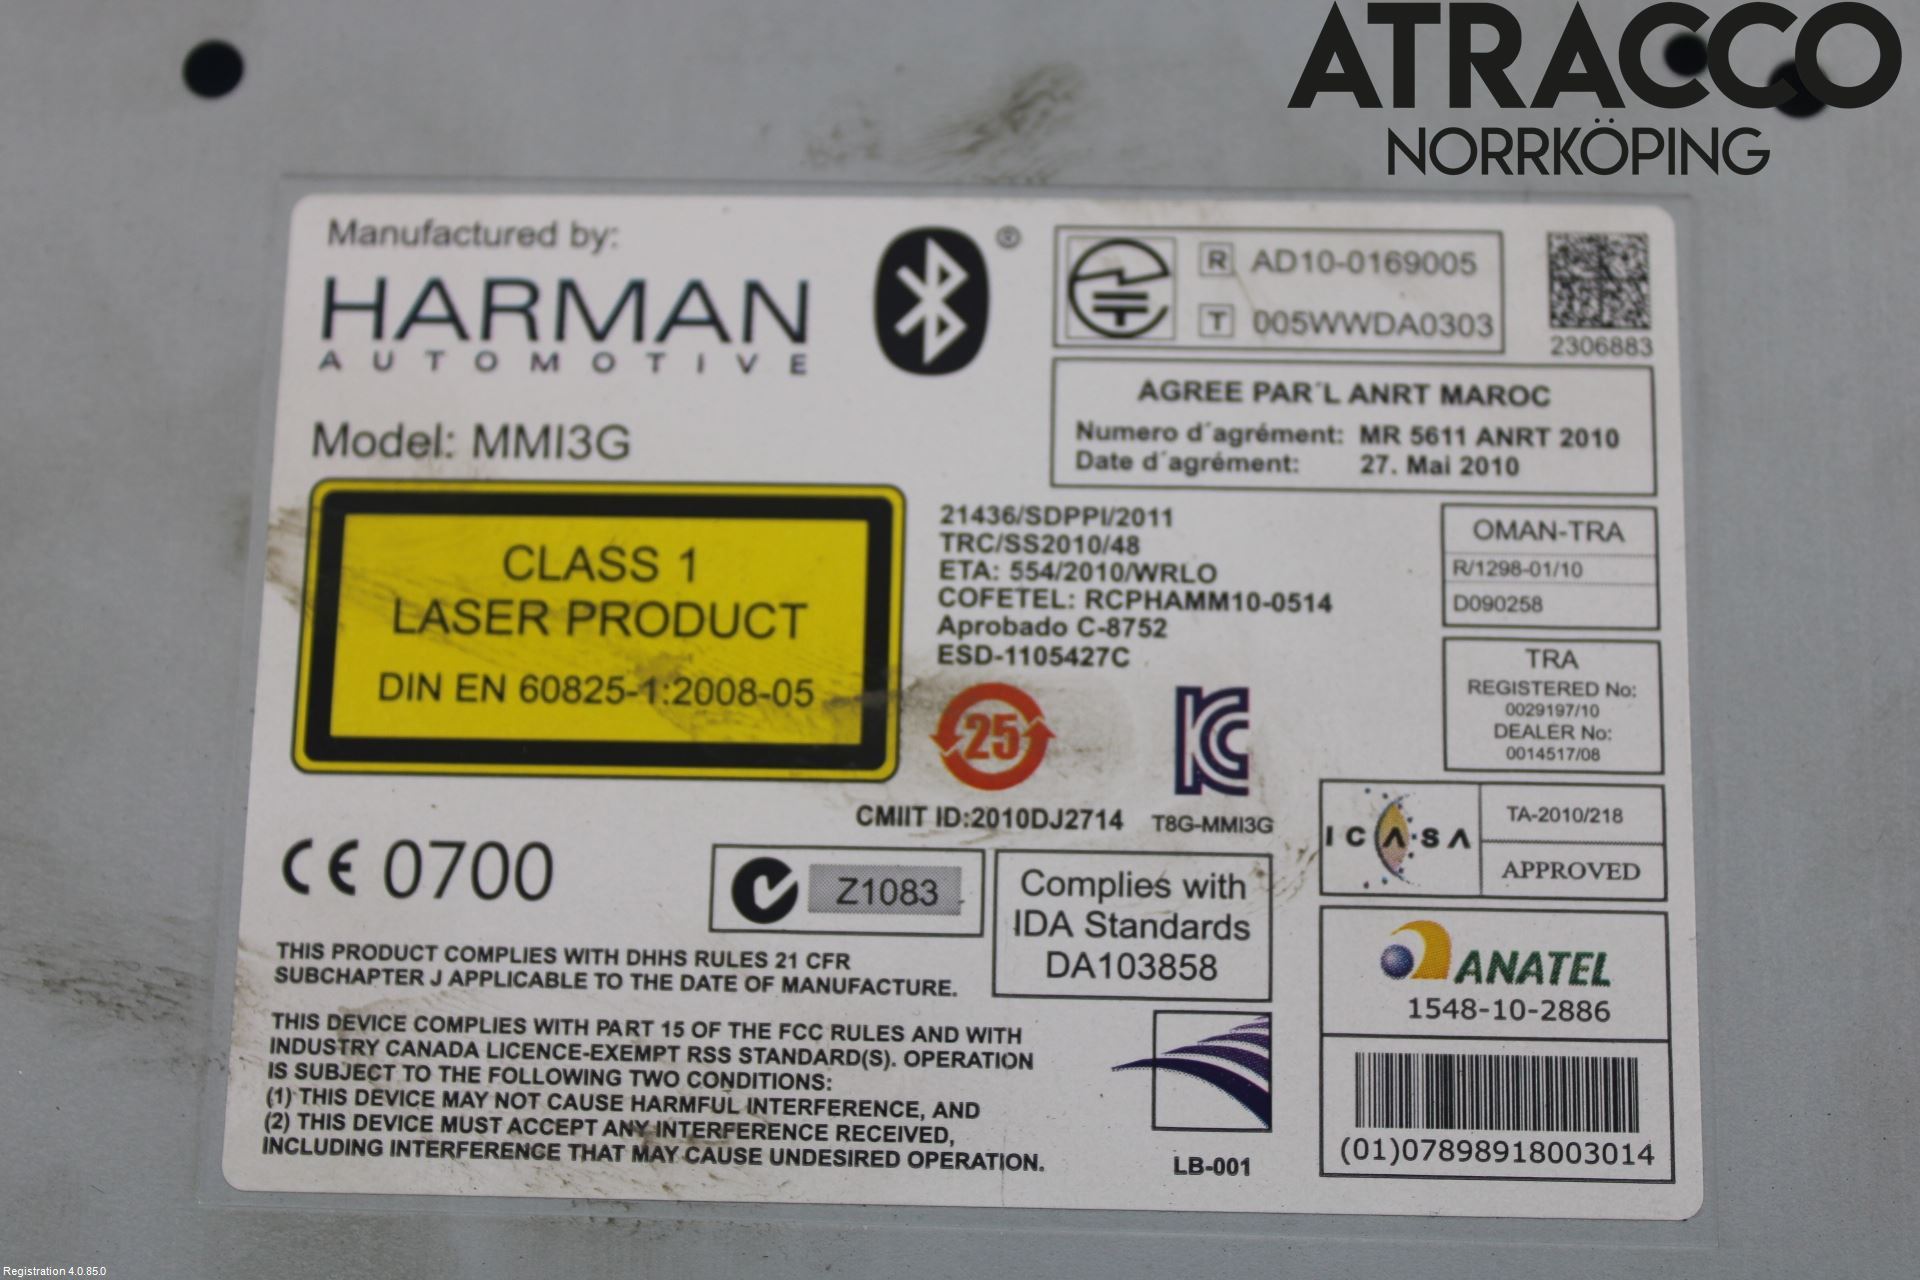 ATRACCO
NORRKÖPING
Manufactured by:
HARMAN
AUTOMOTIVE
Model: MMI3G
®
R AD10-0169005
T 005WWDA0303
2306883
AGREE PAR´L ANRT MAROC
Numero d´agrément: MR 5611 ANRT 2010
Date d´agrément: 27. Mai 2010
CLASS 1
LASER PRODUCT
DIN EN 60825-1:2008-05
21436/SDPPI/2011
TRC/SS2010/48
ETA: 554/2010/WRLO
COFETEL: RCPHAMM10-0514
Aprobado C-8752
ESD-1105427C
OMAN-TRA
R/1298-01/10
D090258
TRA
REGISTERED No:
0029197/10
DEALER No:
0014517/08
25
KC
CMIIT ID:2010DJ2714
T8G-MMI3G
ICASA
TA-2010/218
APPROVED
CE 0700
Z1083
Complies with
IDA Standards
DA103858
ANATEL
1548-10-2886
(01)07898918003014
THIS PRODUCT COMPLIES WITH DHHS RULES 21 CFR
SUBCHAPTER J APPLICABLE TO THE DATE OF MANUFACTURE.
THIS DEVICE COMPLIES WITH PART 15 OF THE FCC RULES AND WITH
INDUSTRY CANADA LICENCE-EXEMPT RSS STANDARD(S). OPERATION
IS SUBJECT TO THE FOLLOWING TWO CONDITIONS:
(1) THIS DEVICE MAY NOT CAUSE HARMFUL INTERFERENCE, AND
(2) THIS DEVICE MUST ACCEPT ANY INTERFERENCE RECEIVED,
INCLUDING INTERFERENCE THAT MAY CAUSE UNDESIRED OPERATION.
LB-001
Registration 4.0.85.0